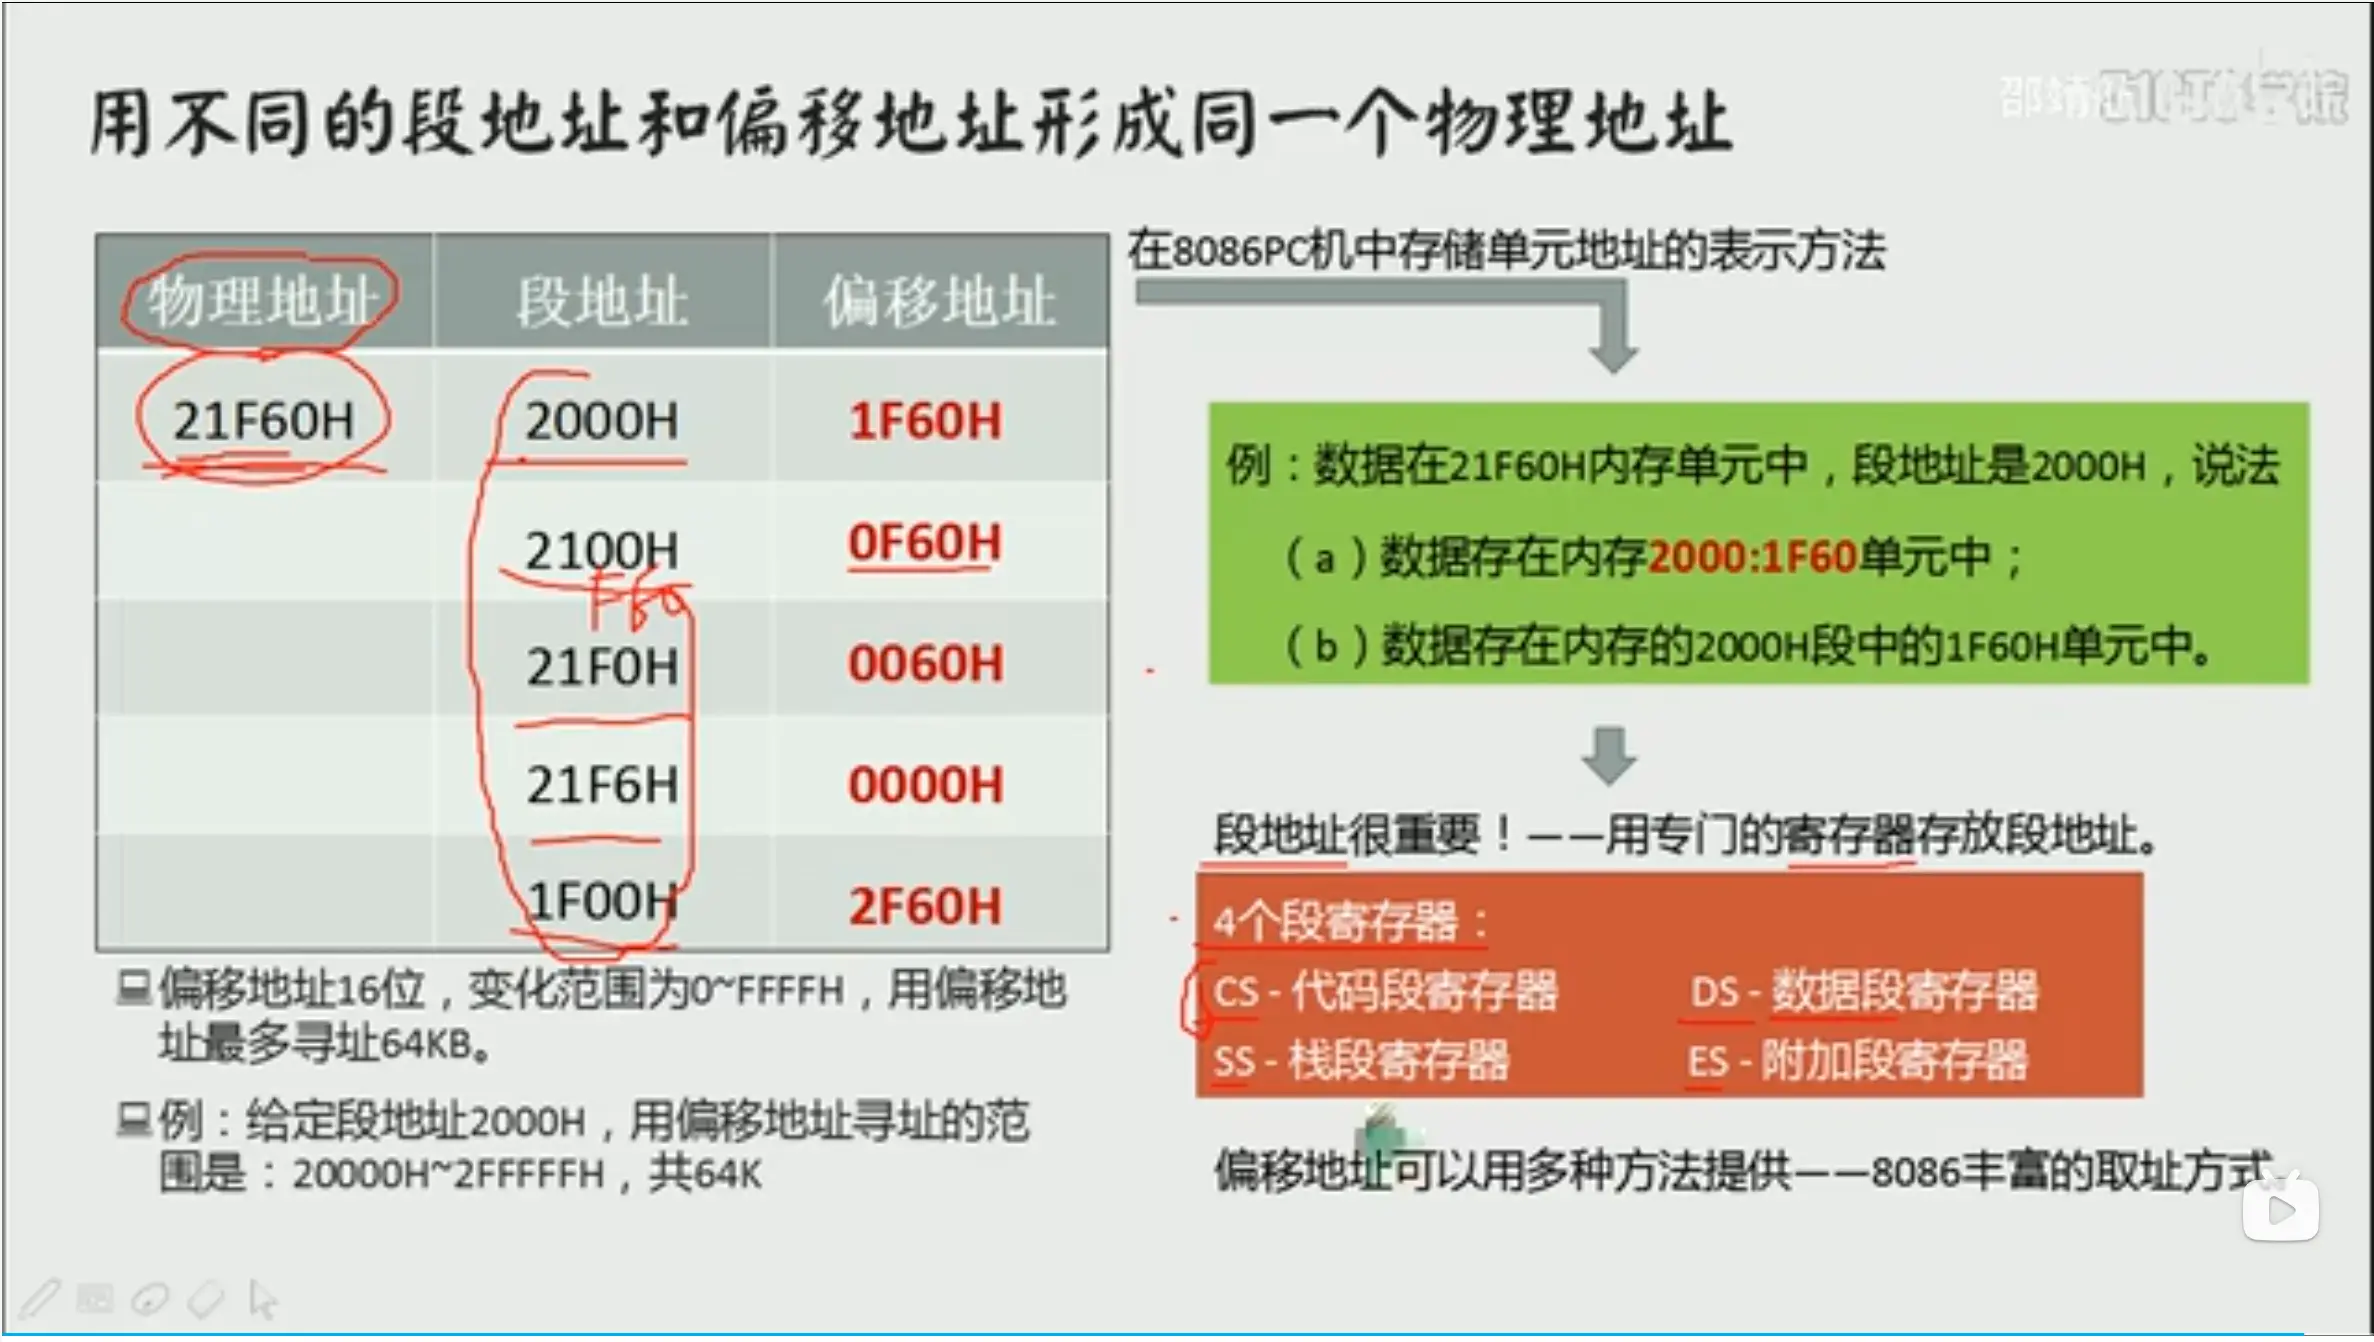 用不同的段地址和偏移地址形成同一个物理地址
物理地址 段地址 偏移地址
21F60H 2000H 1F60H
2100H 0F60H
F60
21F0H 0060H
21F6H 0000H
1F00H 2F60H
偏移地址16位，变化范围为0~FFFFH，用偏移地
址最多寻址64KB。
例：给定段地址2000H，用偏移地址寻址的范
围是：20000H~2FFFFFH，共64K
在8086PC机中存储单元地址的表示方法
例：数据在21F60H内存单元中，段地址是2000H，说法
（a）数据存在内存2000:1F60单元中；
（b）数据存在内存的2000H段中的1F60H单元中。
段地址很重要！——用专门的寄存器存放段地址。
4个段寄存器：
CS - 代码段寄存器 DS - 数据段寄存器
SS - 栈段寄存器 ES - 附加段寄存器
偏移地址可以用多种方法提供——8086丰富的取址方式